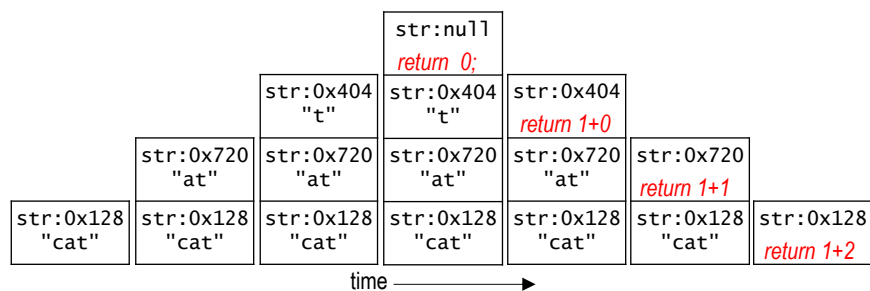 str:null
return 0;
str:0x404 str:0x404 str:0x404
"t" "t" return 1+0
str:0x720 str:0x720 str:0x720 str:0x720 str:0x720
"at" "at" "at" "at" return 1+1
str:0x128 str:0x128 str:0x128 str:0x128 str:0x128 str:0x128 str:0x128
"cat" "cat" "cat" "cat" "cat" "cat" return 1+2
time